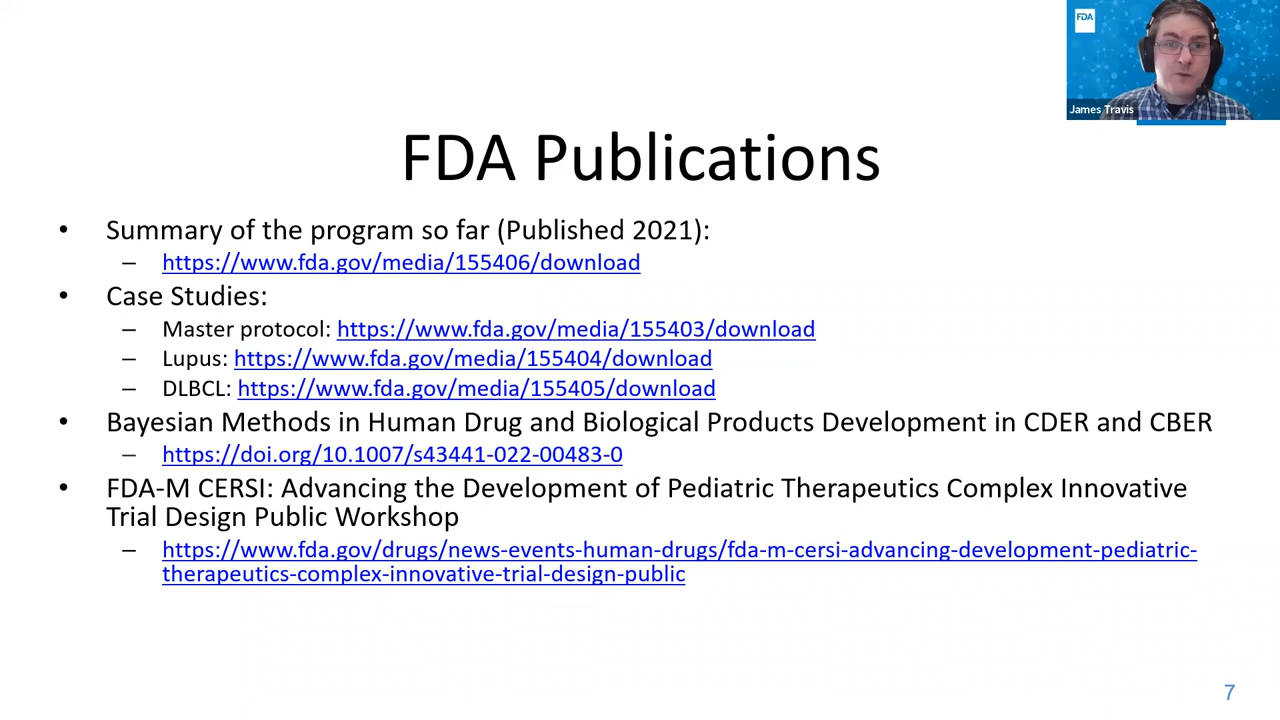 FDA
James Travis
FDA Publications
• Summary of the program so far (Published 2021):
– https://www.fda.gov/media/155406/download
• Case Studies:
– Master protocol: https://www.fda.gov/media/155403/download
– Lupus: https://www.fda.gov/media/155404/download
– DLBCL: https://www.fda.gov/media/155405/download
• Bayesian Methods in Human Drug and Biological Products Development in CDER and CBER
– https://doi.org/10.1007/s43441-022-00483-0
• FDA-M CERSI: Advancing the Development of Pediatric Therapeutics Complex Innovative
Trial Design Public Workshop
– https://www.fda.gov/drugs/news-events-human-drugs/fda-m-cersi-advancing-development-pediatric-
therapeutics-complex-innovative-trial-design-public
7